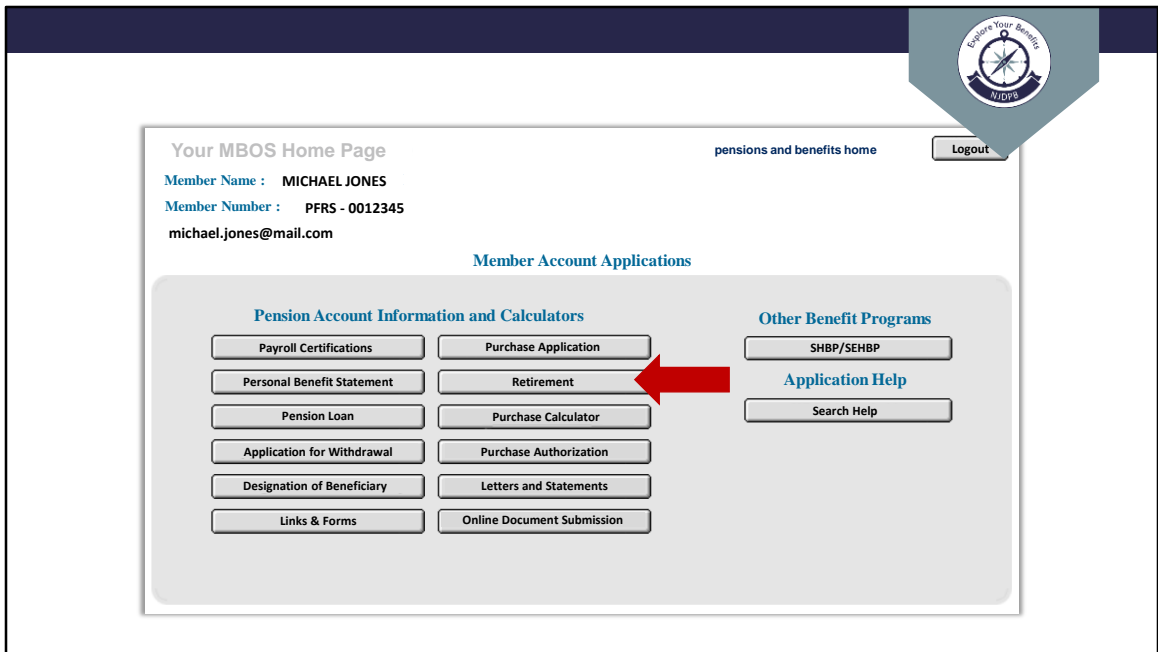 Explore Your Benefits
NJDPB
Your MBOS Home Page
pensions and benefits home
Logout
Member Name : MICHAEL JONES
Member Number : PFRS - 0012345
michael.jones@mail.com
Member Account Applications
Pension Account Information and Calculators
Payroll Certifications
Purchase Application
Personal Benefit Statement
Retirement
Pension Loan
Purchase Calculator
Application for Withdrawal
Purchase Authorization
Designation of Beneficiary
Letters and Statements
Links & Forms
Online Document Submission
Other Benefit Programs
SHBP/SEHBP
Application Help
Search Help